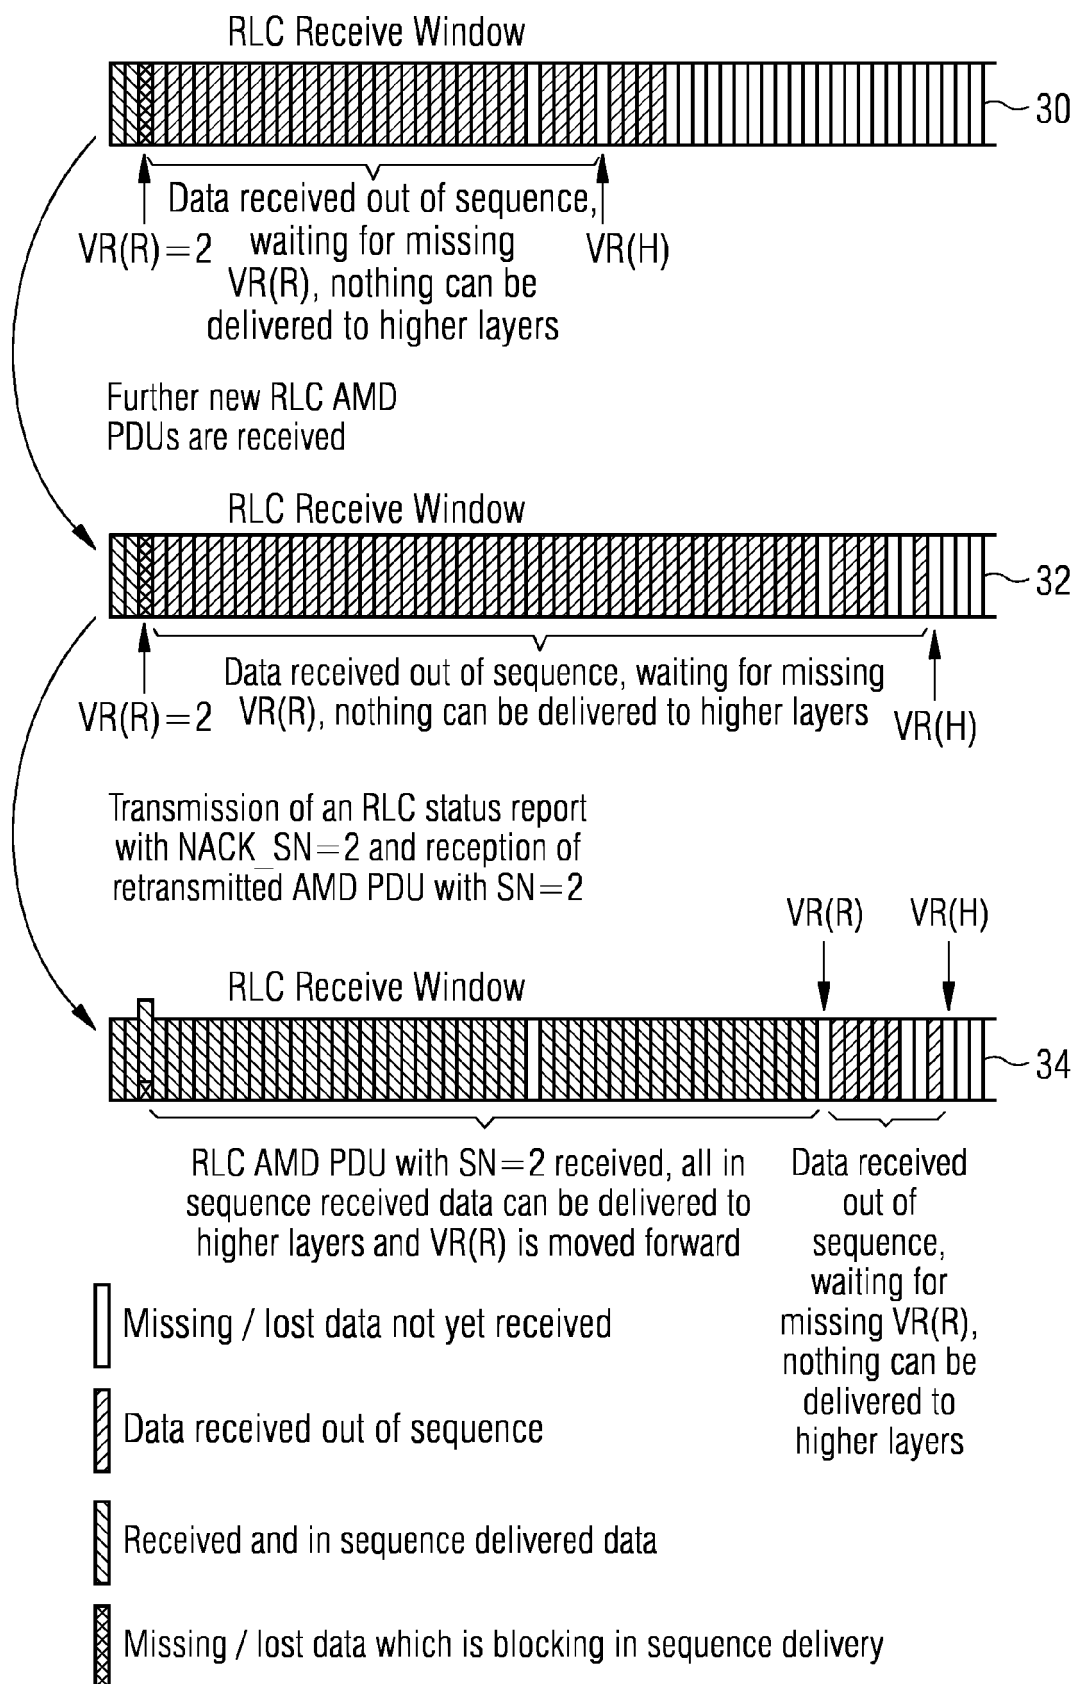 RLC Receive Window
30
Data received out of sequence,
VR(R)=2
waiting for missing
VR(H)
VR(R), nothing can be
delivered to higher layers
Further new RLC AMD
PDUs are received
RLC Receive Window
32
Data received out of sequence, waiting for missing
VR(R)=2
VR(R), nothing can be delivered to higher layers
VR(H)
Transmission of an RLC status report
with NACK_SN=2 and reception of
retransmitted AMD PDU with SN=2
VR(R)
VR(H)
RLC Receive Window
34
RLC AMD PDU with SN=2 received, all in
sequence received data can be delivered to
higher layers and VR(R) is moved forward
Data received
out of
sequence,
waiting for
missing VR(R),
nothing can be
delivered to
higher layers
Missing / lost data not yet received
Data received out of sequence
Received and in sequence delivered data
Missing / lost data which is blocking in sequence delivery